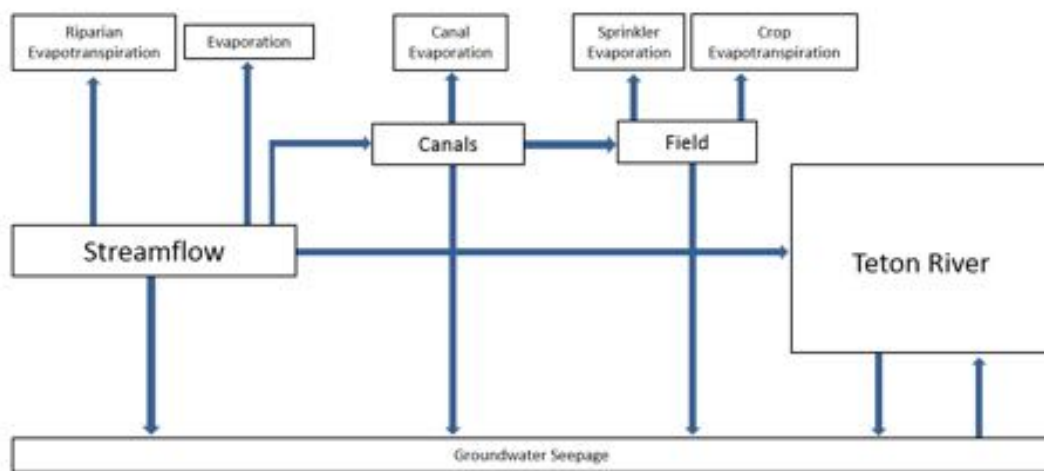 Riparian
Evapotranspiration
Evaporation
Canal
Evaporation
Sprinkler
Evaporation
Crop
Evapotranspiration
Canals
Field
Streamflow
Teton River
Groundwater Seepage